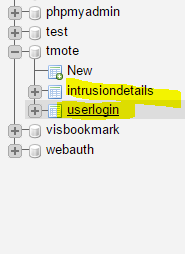 phpmyadmin
test
tmote
New
intrusiondetails
userlogin
visbookmark
webauth